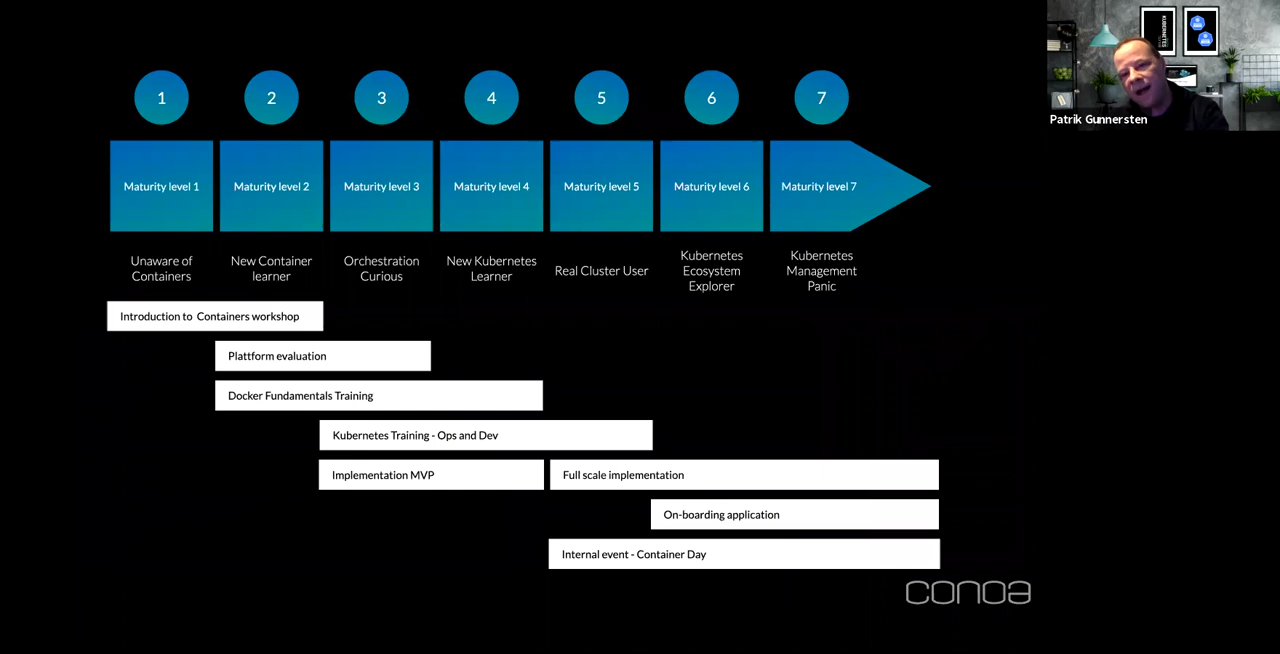 1
2
3
4
5
6
7
Maturity level 1
Maturity level 2
Maturity level 3
Maturity level 4
Maturity level 5
Maturity level 6
Maturity level 7
Unaware of
Containers
New Container
learner
Orchestration
Curious
New Kubernetes
Learner
Real Cluster User
Kubernetes
Ecosystem
Explorer
Kubernetes
Management
Panic
Introduction to Containers workshop
Plattform evaluation
Docker Fundamentals Training
Kubernetes Training - Ops and Dev
Implementation MVP
Full scale implementation
On-boarding application
Internal event - Container Day
conoa
KUBERNETES
Patrik Gunnersten